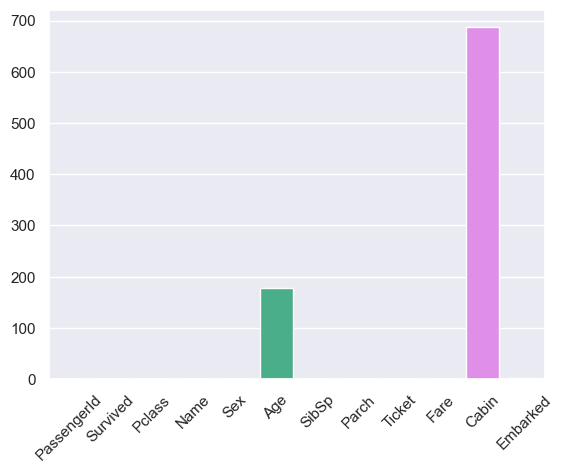 700
600
500
400
300
200
100
0
PassengerId
Survived
Pclass
Name
Sex
Age
SibSp
Parch
Ticket
Fare
Cabin
Embarked